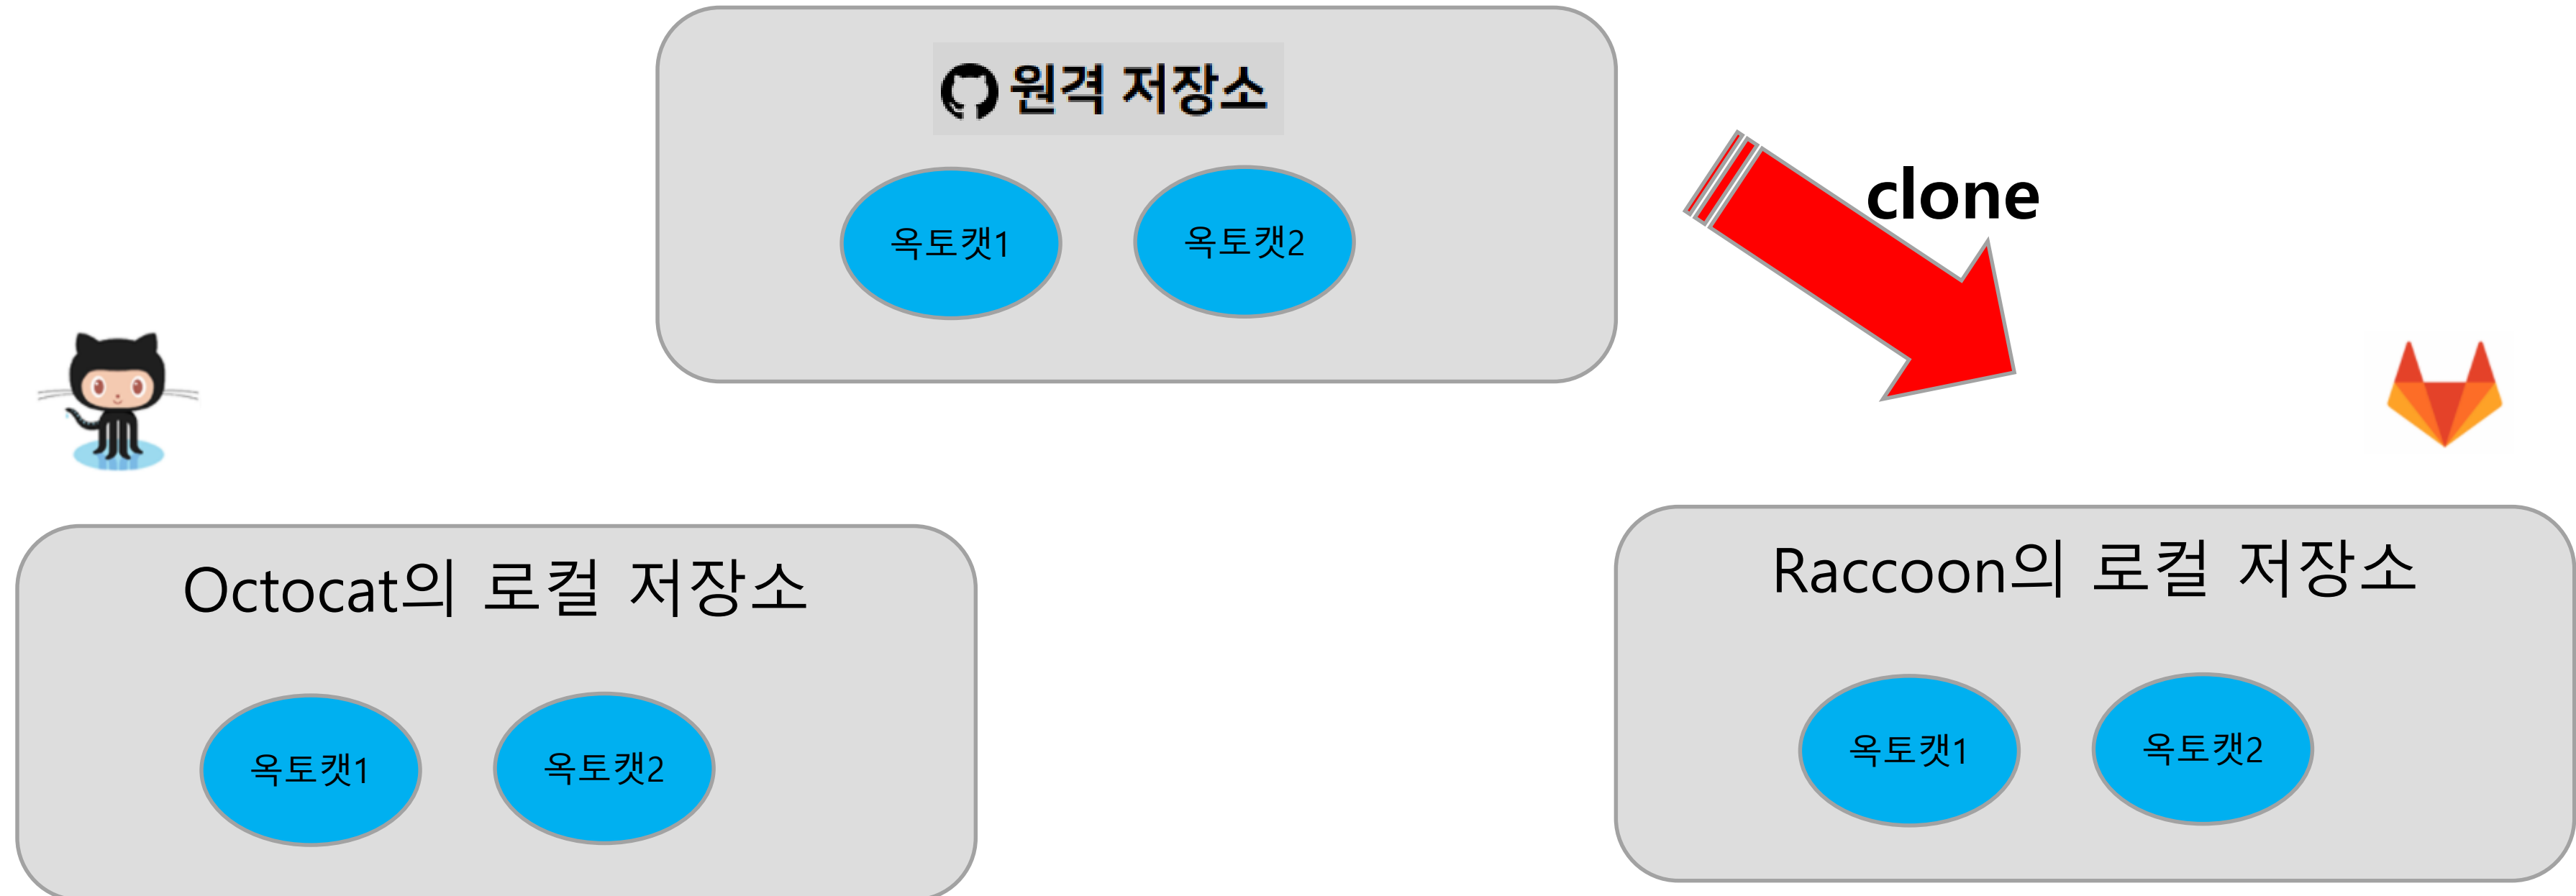 원격 저장소
옥토캣1
옥토캣2
clone
Octocat의 로컬 저장소
옥토캣1
옥토캣2
Raccoon의 로컬 저장소
옥토캣1
옥토캣2